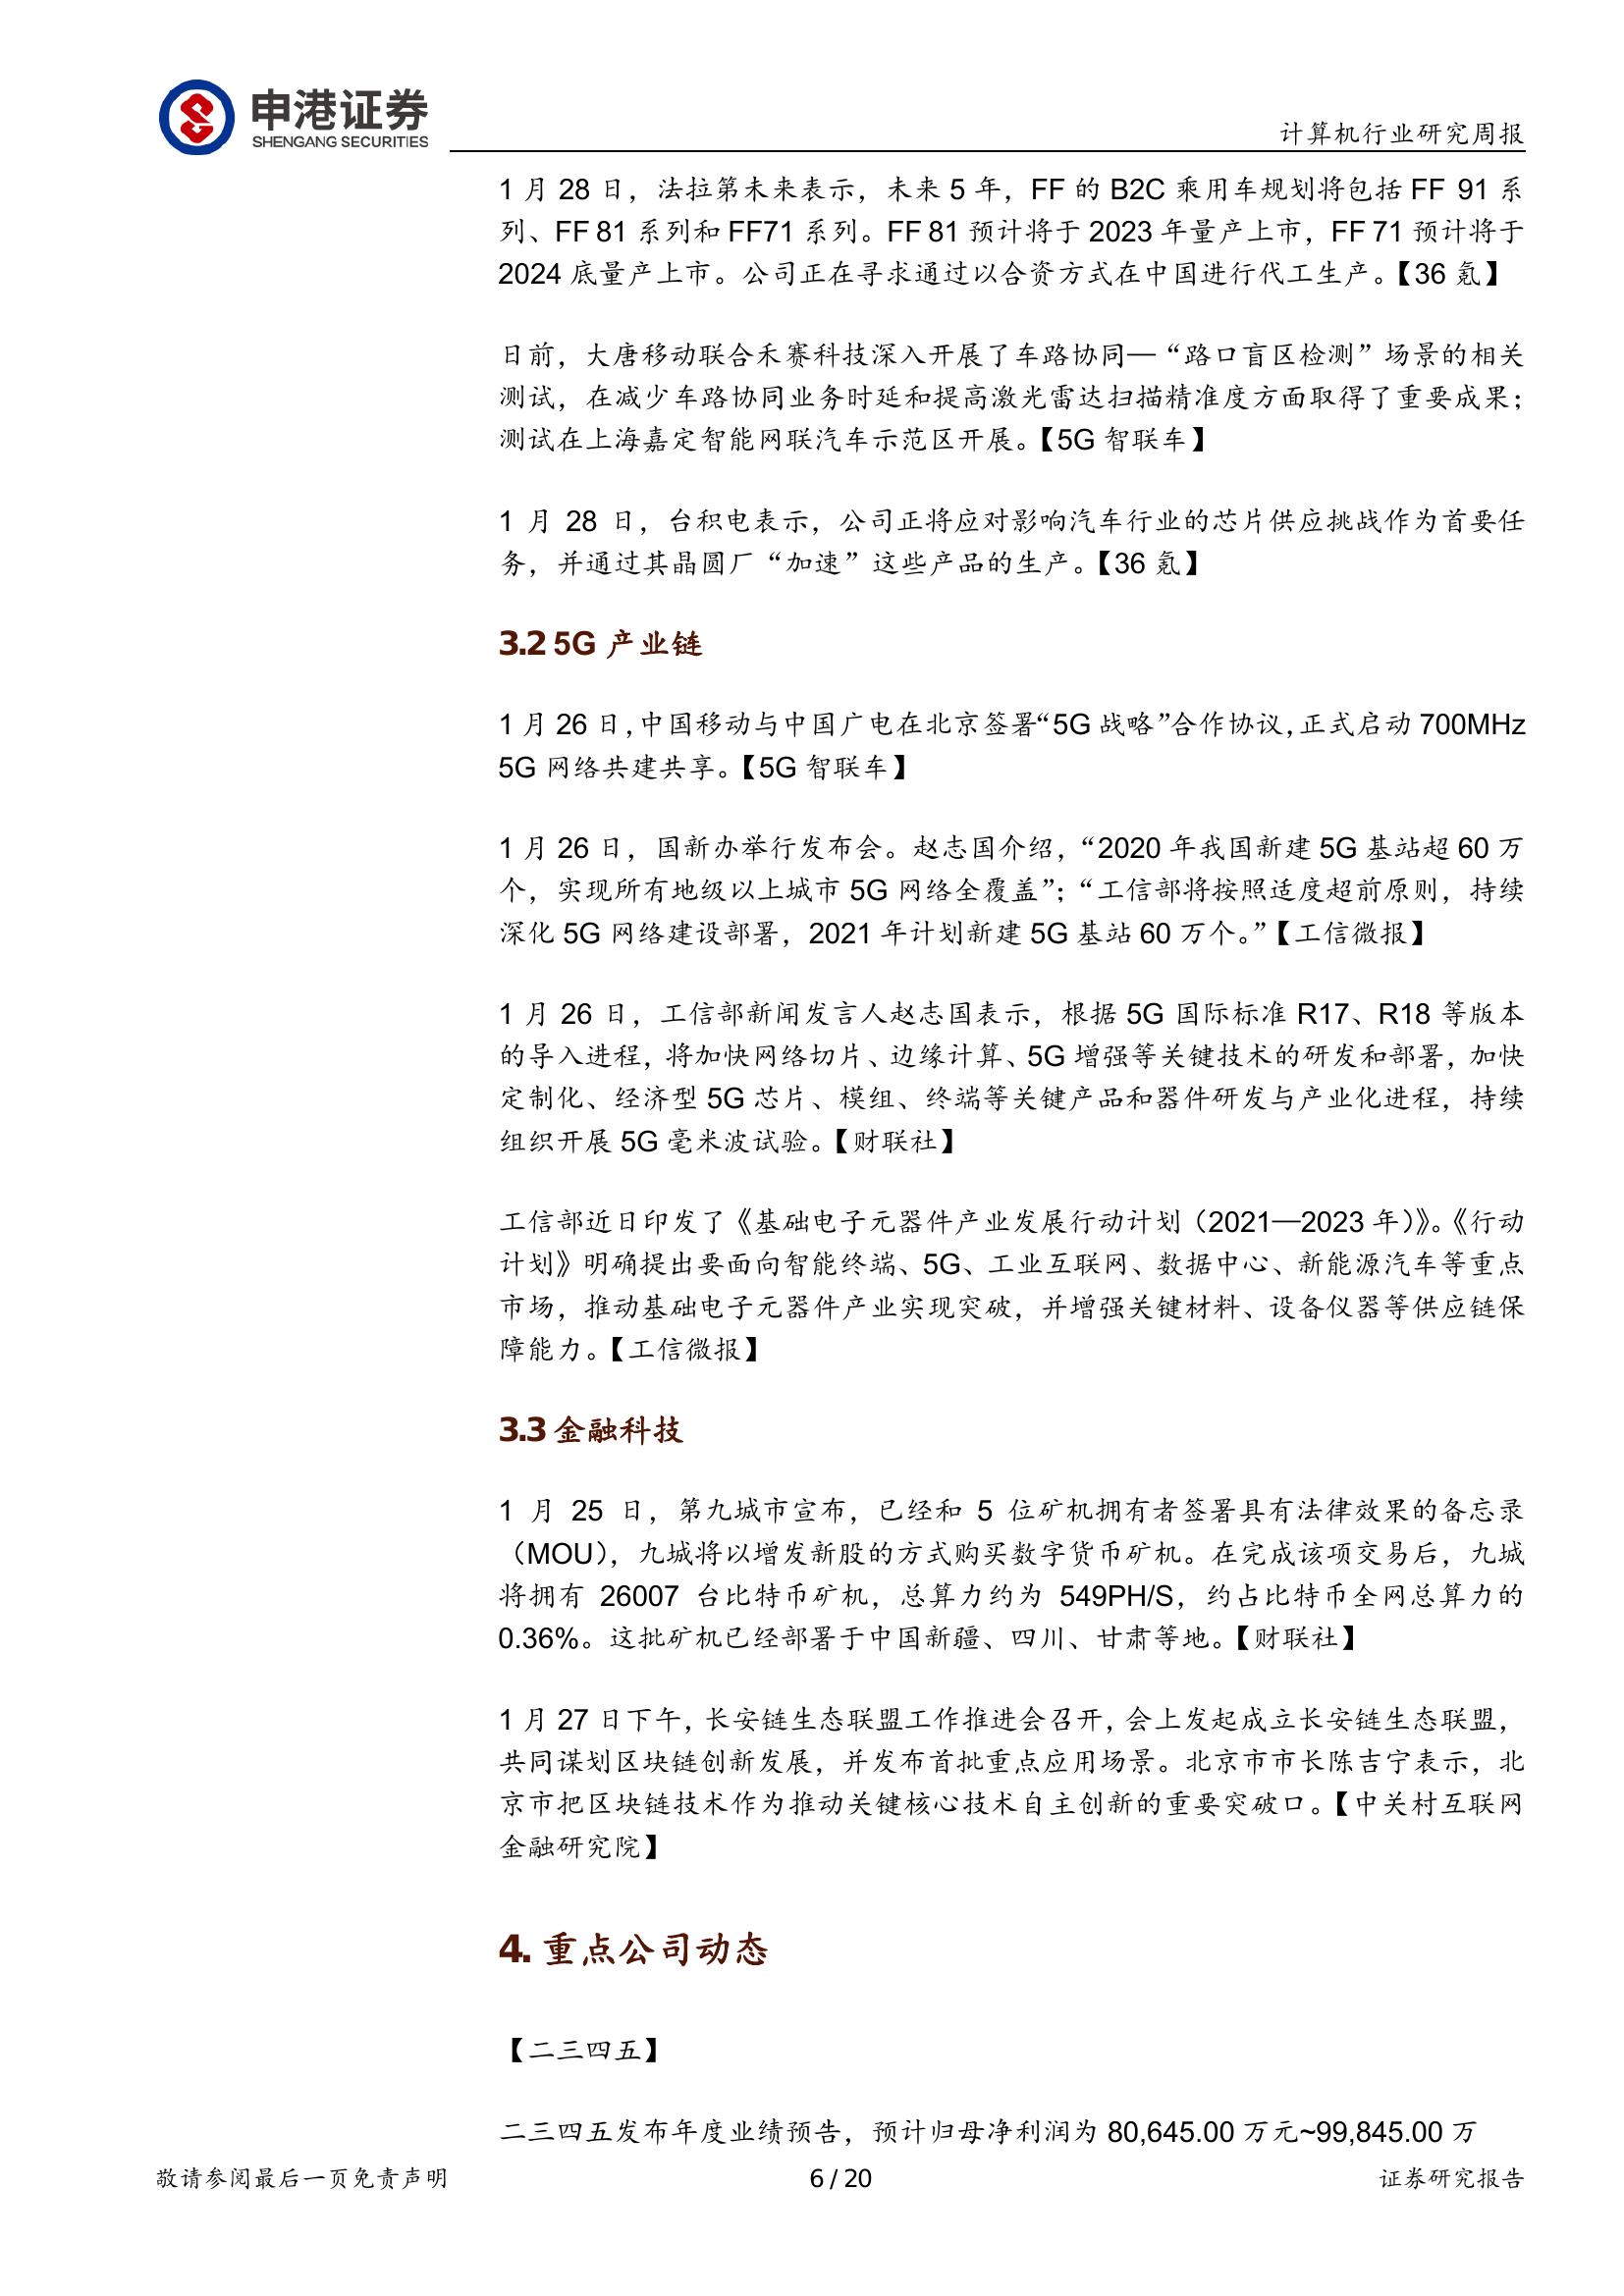 申港证券
SHENGANG SECURITIES
计算机行业研究周报
1 月 28 日，法拉第未来表示，未来 5 年，FF 的 B2C 乘用车规划将包括 FF 91 系
列、FF 81 系列和 FF71 系列。FF 81 预计将于 2023 年量产上市，FF 71 预计将于
2024 底量产上市。公司正在寻求通过以合资方式在中国进行代工生产。【36 氪】
日前，大唐移动联合禾赛科技深入开展了车路协同—“路口盲区检测”场景的相关
测试，在减少车路协同业务时延和提高激光雷达扫描精准度方面取得了重要成果；
测试在上海嘉定智能网联汽车示范区开展。【5G 智联车】
1 月 28 日，台积电表示，公司正将应对影响汽车行业的芯片供应挑战作为首要任
务，并通过其晶圆厂“加速”这些产品的生产。【36 氪】
3.2 5G 产业链
1 月 26 日，中国移动与中国广电在北京签署“5G 战略”合作协议，正式启动 700MHz
5G 网络共建共享。【5G 智联车】
1 月 26 日，国新办举行发布会。赵志国介绍，“2020 年我国新建 5G 基站超 60 万
个，实现所有地级以上城市 5G 网络全覆盖”；“工信部将按照适度超前原则，持续
深化 5G 网络建设部署，2021 年计划新建 5G 基站 60 万个。”【工信微报】
1 月 26 日，工信部新闻发言人赵志国表示，根据 5G 国际标准 R17、R18 等版本
的导入进程，将加快网络切片、边缘计算、5G 增强等关键技术的研发和部署，加快
定制化、经济型 5G 芯片、模组、终端等关键产品和器件研发与产业化进程，持续
组织开展 5G 毫米波试验。【财联社】
工信部近日印发了《基础电子元器件产业发展行动计划（2021—2023 年）》。《行动
计划》明确提出要面向智能终端、5G、工业互联网、数据中心、新能源汽车等重点
市场，推动基础电子元器件产业实现突破，并增强关键材料、设备仪器等供应链保
障能力。【工信微报】
3.3 金融科技
1 月 25 日，第九城市宣布，已经和 5 位矿机拥有者签署具有法律效果的备忘录
（MOU），九城将以增发新股的方式购买数字货币矿机。在完成该项交易后，九城
将拥有 26007 台比特币矿机，总算力约为 549PH/S，约占比特币全网总算力的
0.36%。这批矿机已经部署于中国新疆、四川、甘肃等地。【财联社】
1 月 27 日下午，长安链生态联盟工作推进会召开，会上发起成立长安链生态联盟，
共同谋划区块链创新发展，并发布首批重点应用场景。北京市市长陈吉宁表示，北
京市把区块链技术作为推动关键核心技术自主创新的重要突破口。【中关村互联网
金融研究院】
4. 重点公司动态
【二三四五】
二三四五发布年度业绩预告，预计归母净利润为 80,645.00 万元~99,845.00 万
敬请参阅最后一页免责声明
6 / 20
证券研究报告